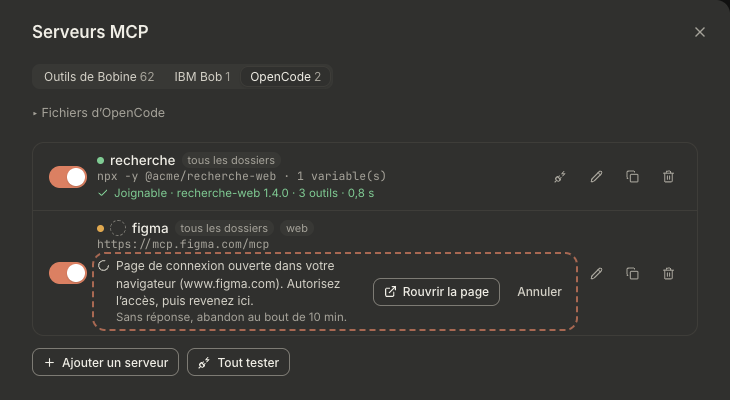 Serveurs MCP
Outils de Bobine 62 IBM Bob 1 OpenCode 2
Fichiers d’OpenCode
recherche tous les dossiers
npx -y @acme/recherche-web · 1 variable(s)
Joignable · recherche-web 1.4.0 · 3 outils · 0,8 s
figma tous les dossiers web
https://mcp.figma.com/mcp
Page de connexion ouverte dans votre
navigateur (www.figma.com). Autorisez
l’accès, puis revenez ici.
Sans réponse, abandon au bout de 10 min.
Rouvrir la page Annuler
Ajouter un serveur Tout tester